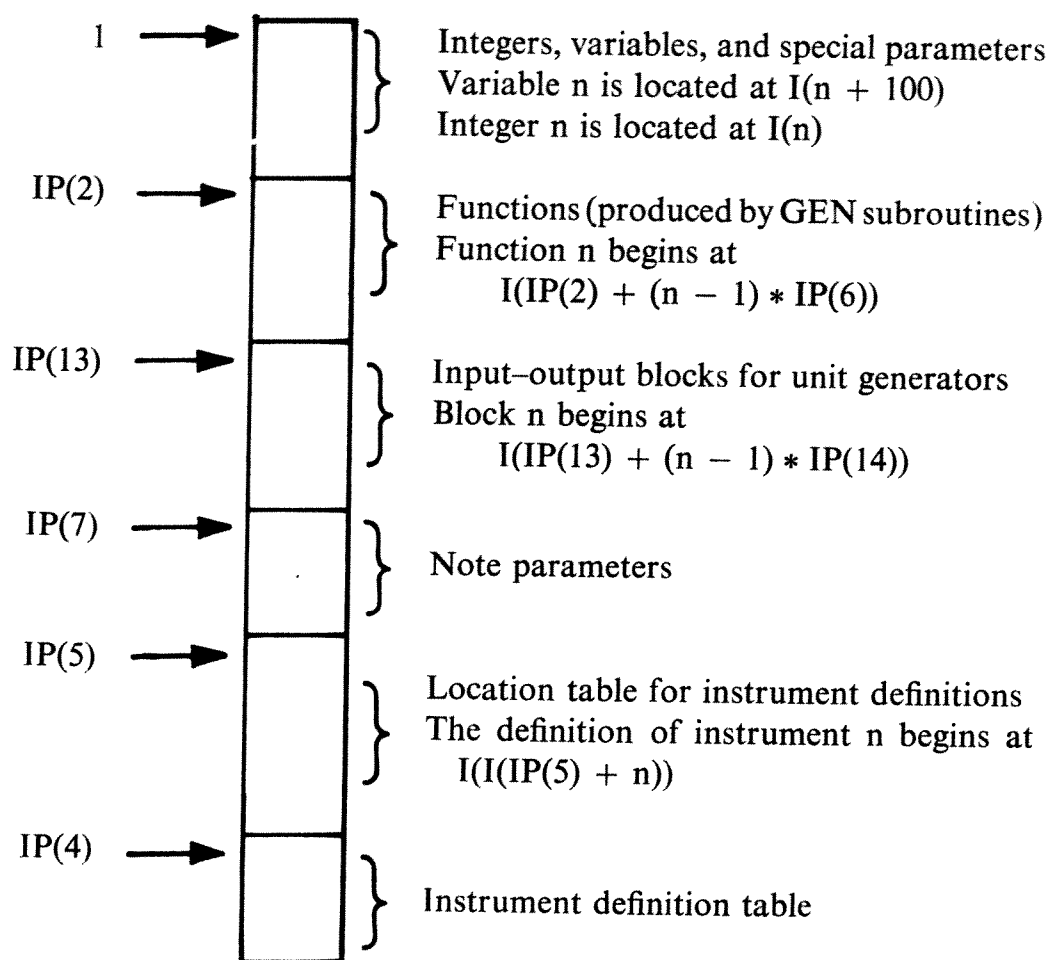 1
Integers, variables, and special parameters
Variable n is located at I(n + 100)
Integer n is located at I(n)
IP(2)
Functions (produced by GEN subroutines)
Function n begins at
I(IP(2) + (n − 1) * IP(6))
IP(13)
Input–output blocks for unit generators
Block n begins at
I(IP(13) + (n − 1) * IP(14))
IP(7)
Note parameters
IP(5)
Location table for instrument definitions
The definition of instrument n begins at
I(I(IP(5) + n))
IP(4)
Instrument definition table